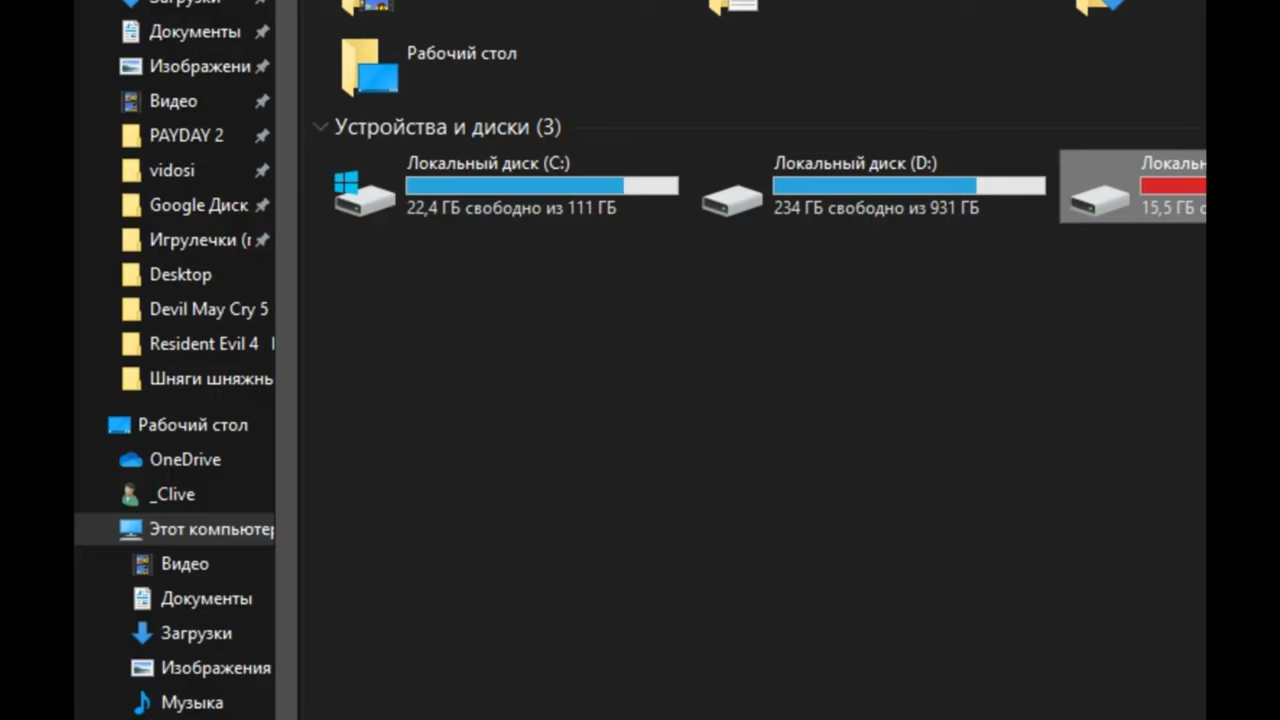 Загрузки
Документы
Изображени
Видео
PAYDAY 2
vidosi
Google Диск
Игрулечки (г
Desktop
Devil May Cry 5
Resident Evil 4
Шняги шняжнь
Рабочий стол
OneDrive
_Clive
Этот компьютер
Видео
Документы
Загрузки
Изображения
Музыка
Рабочий стол
Устройства и диски (3)
Локальный диск (C:)
22,4 ГБ свободно из 111 ГБ
Локальный диск (D:)
234 ГБ свободно из 931 ГБ
Локальн
15,5 ГБ с